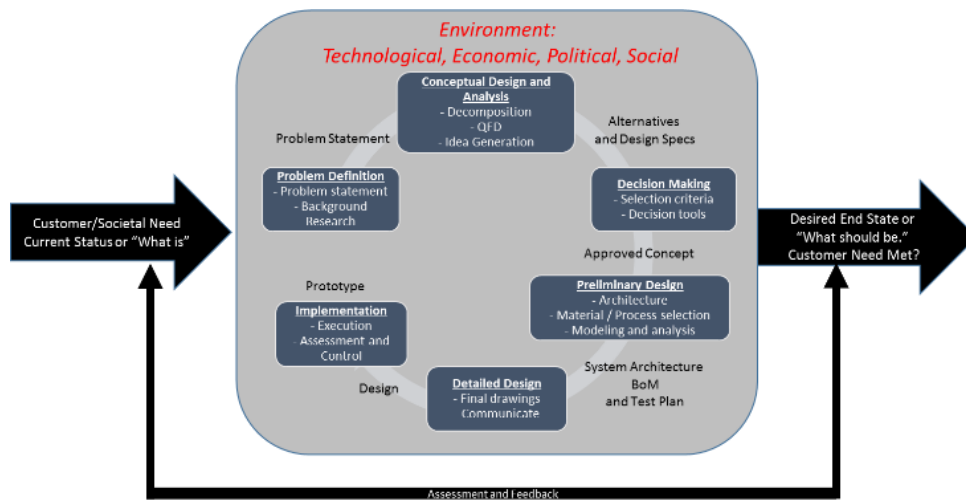 Environment:
Technological, Economic, Political, Social
Conceptual Design and
Analysis
- Decomposition
- QFD
- Idea Generation
Problem Statement
Alternatives
and Design Specs
Problem Definition
- Problem statement
- Background
Research
Decision Making
- Selection criteria
- Decision tools
Customer/Societal Need
Current Status or "What is"
Desired End State or
"What should be."
Customer Need Met?
Approved Concept
Prototype
Preliminary Design
- Architecture
- Material / Process selection
- Modeling and analysis
Implementation
- Execution
- Assessment and
Control
Design
Detailed Design
- Final drawings
Communicate
System Architecture
BoM
and Test Plan
Assessment and Feedback